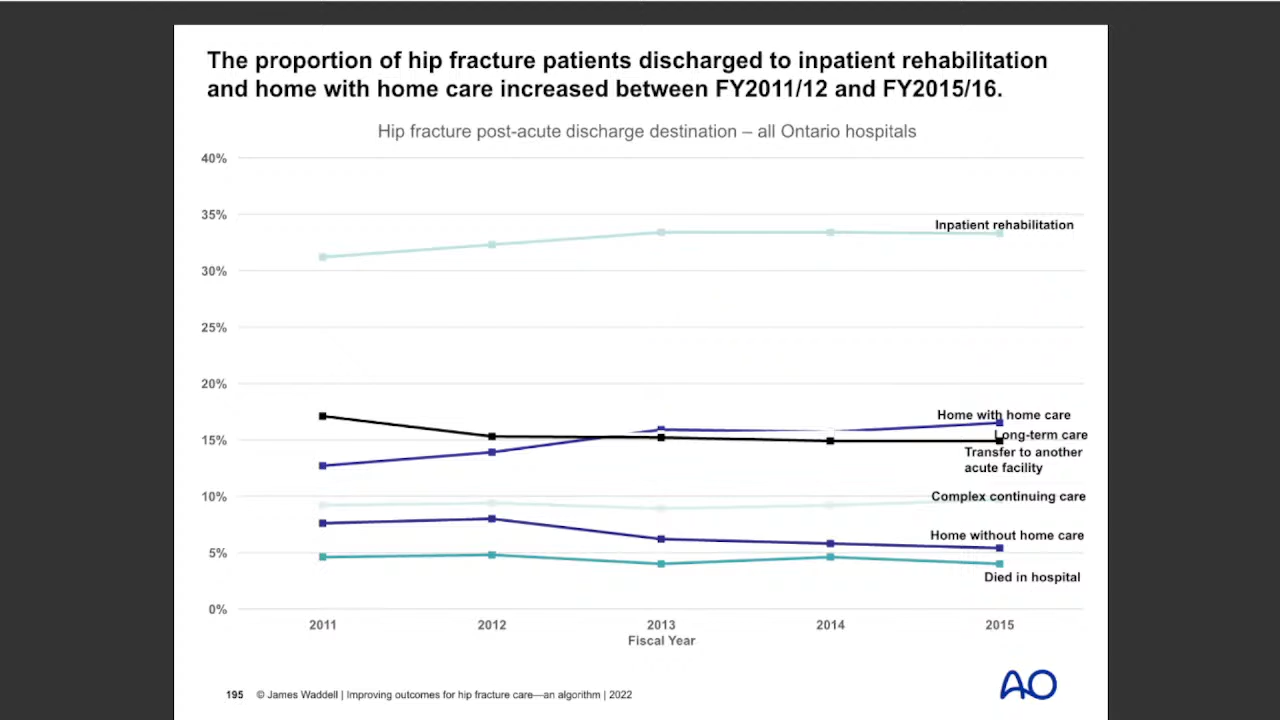 The proportion of hip fracture patients discharged to inpatient rehabilitation
and home with home care increased between FY2011/12 and FY2015/16.
Hip fracture post-acute discharge destination – all Ontario hospitals
40%
35%
Inpatient rehabilitation
30%
25%
20%
Home with home care
15%
Long-term care
Transfer to another
acute facility
10%
Complex continuing care
Home without home care
5%
Died in hospital
0%
2011 2012 2013 2014 2015
Fiscal Year
195 © James Waddell | Improving outcomes for hip fracture care—an algorithm | 2022
AO